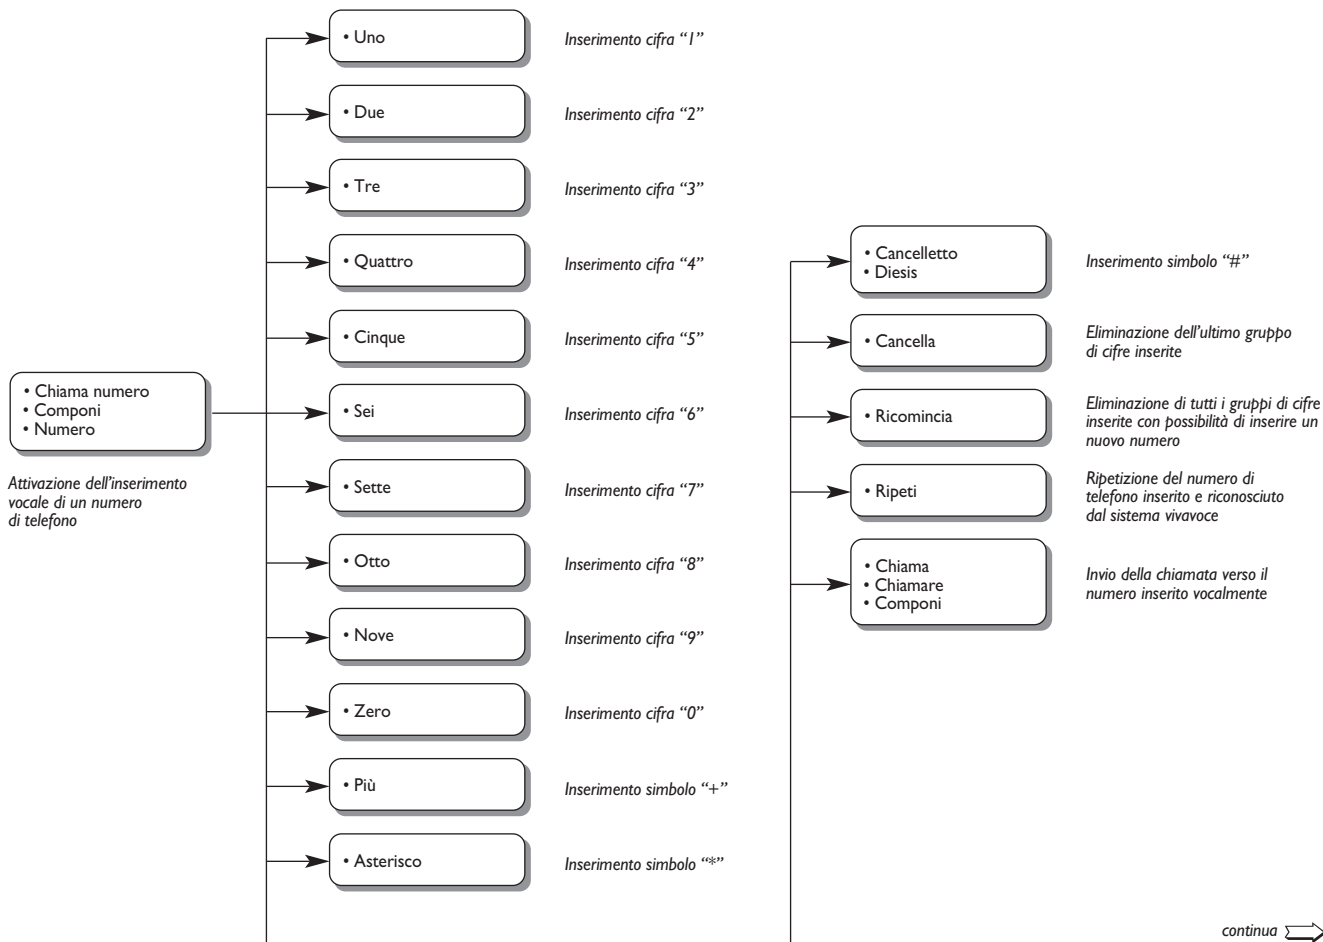 • Chiama numero
• Componi
• Numero
Attivazione dell'inserimento
vocale di un numero
di telefono
• Uno
Inserimento cifra “1”
• Due
Inserimento cifra “2”
• Tre
Inserimento cifra “3”
• Quattro
Inserimento cifra “4”
• Cinque
Inserimento cifra “5”
• Sei
Inserimento cifra “6”
• Sette
Inserimento cifra “7”
• Otto
Inserimento cifra “8”
• Nove
Inserimento cifra “9”
• Zero
Inserimento cifra “0”
• Più
Inserimento simbolo “+”
• Asterisco
Inserimento simbolo “*”
• Cancelletto
• Diesis
Inserimento simbolo “#”
• Cancella
Eliminazione dell'ultimo gruppo
di cifre inserite
• Ricomincia
Eliminazione di tutti i gruppi di cifre
inserite con possibilità di inserire un
nuovo numero
• Ripeti
Ripetizione del numero di
telefono inserito e riconosciuto
dal sistema vivavoce
• Chiama
• Chiamare
• Componi
Invio della chiamata verso il
numero inserito vocalmente
continua